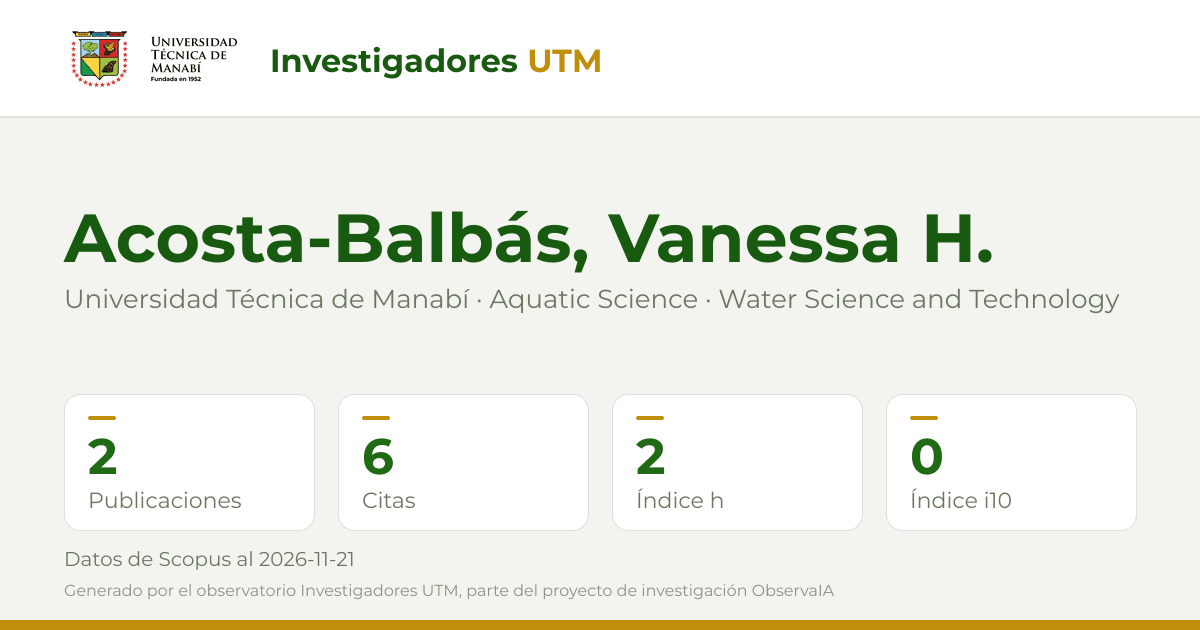 UNIVERSIDAD
TÉCNICA DE
MANABÍ
Fundada en 1952
Investigadores UTM
Acosta-Balbás, Vanessa H.
Universidad Técnica de Manabí · Aquatic Science · Water Science and Technology
2
Publicaciones
6
Citas
2
Índice h
0
Índice i10
Datos de Scopus al 2026-11-21
Generado por el observatorio Investigadores UTM, parte del proyecto de investigación ObservaIA